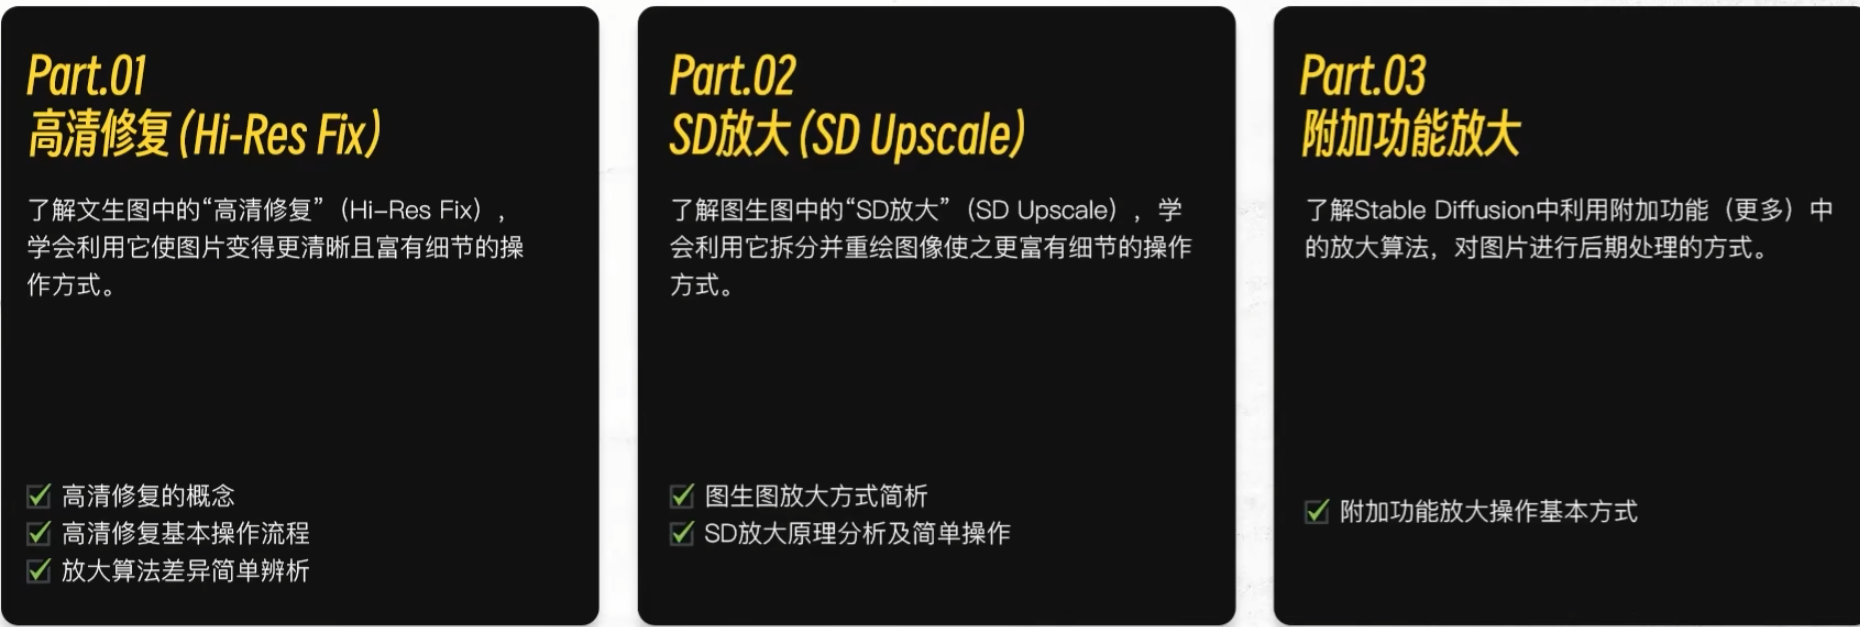 Part.01
高清修复 (Hi-Res Fix)
了解文生图中的“高清修复”（Hi-Res Fix），
学会利用它使图片变得更清晰且富有细节的操
作方式。
高清修复的概念
高清修复基本操作流程
放大算法差异简单辨析
Part.02
SD放大 (SD Upscale)
了解图生图中的“SD放大”（SD Upscale），学
会利用它拆分并重绘图像使之更富有细节的操作
方式。
图生图放大方式简析
SD放大原理分析及简单操作
Part.03
附加功能放大
了解Stable Diffusion中利用附加功能（更多）中
的放大算法，对图片进行后期处理的方式。
附加功能放大操作基本方式